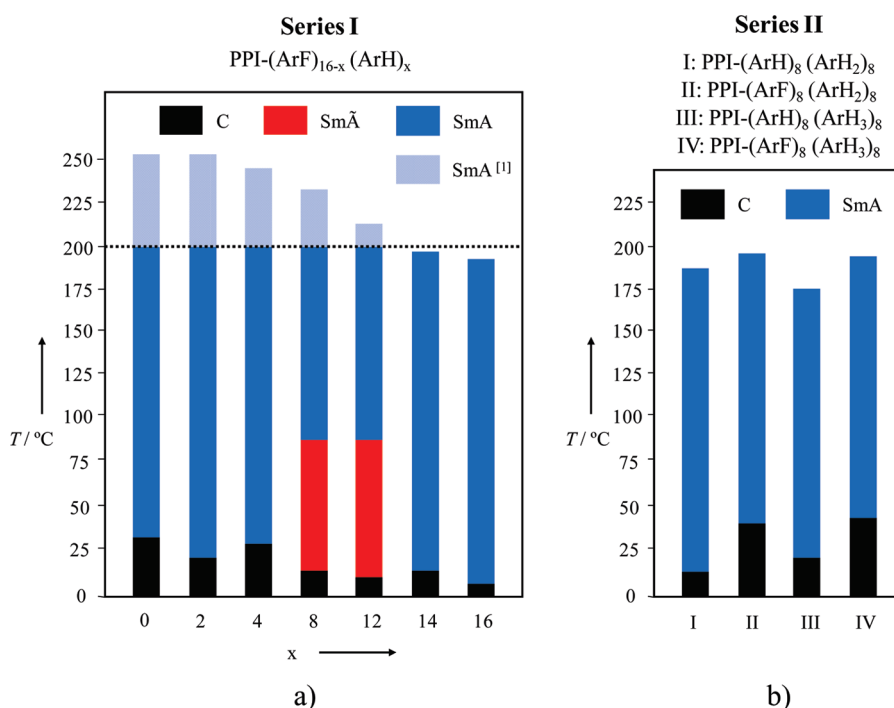 Series I
PPI-(ArF)₁₆₋ₓ (ArH)ₓ
C
SmÃ
SmA
SmA [1]
250
225
200
175
150
125
100
75
50
25
0
T / ºC
0 2 4 8 12 14 16
x
a)
Series II
I: PPI-(ArH)₈ (ArH₂)₈
II: PPI-(ArF)₈ (ArH₂)₈
III: PPI-(ArH)₈ (ArH₃)₈
IV: PPI-(ArF)₈ (ArH₃)₈
C
SmA
225
200
175
150
125
100
75
50
25
0
T / ºC
I II III IV
b)